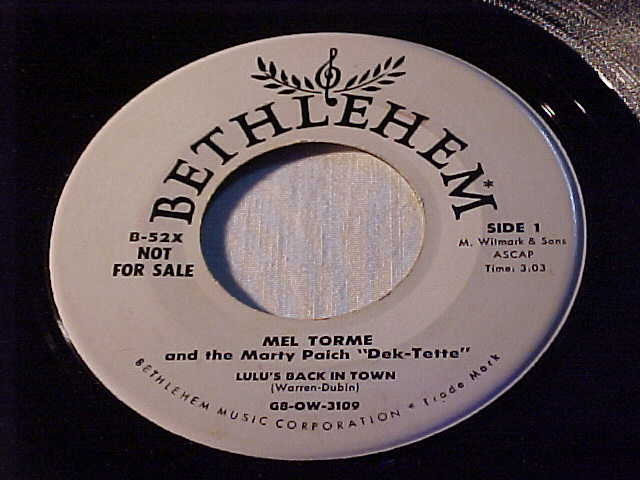 BETHLEHEM*
B-52X
NOT
FOR SALE
SIDE 1
M. Witmark & Sons
ASCAP
Time: 3.03
MEL TORME
and the Marty Paich "Dek-Tette"
LULU'S BACK IN TOWN
(Warren-Dubin)
G8-OW-3109
BETHLEHEM MUSIC CORPORATION * Trade Mark